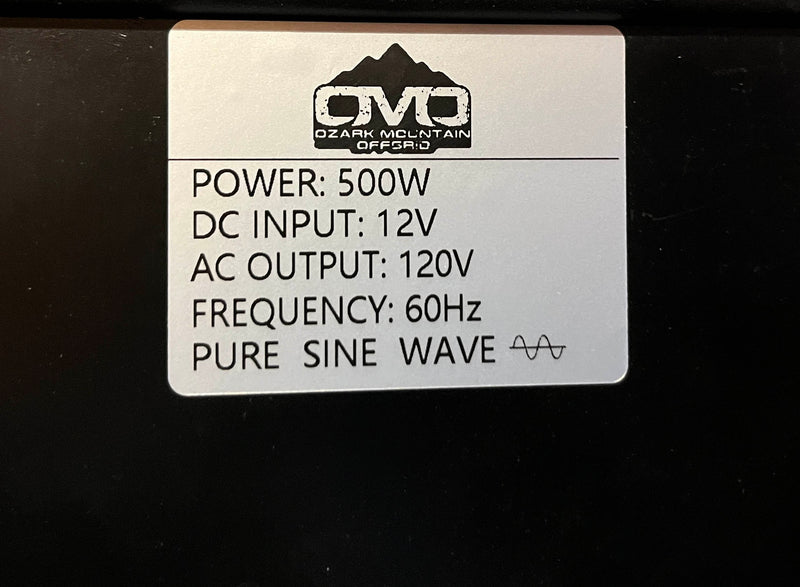 OMO
OZARK MOUNTAIN
OFFGRID
POWER: 500W
DC INPUT: 12V
AC OUTPUT: 120V
FREQUENCY: 60Hz
PURE SINE WAVE